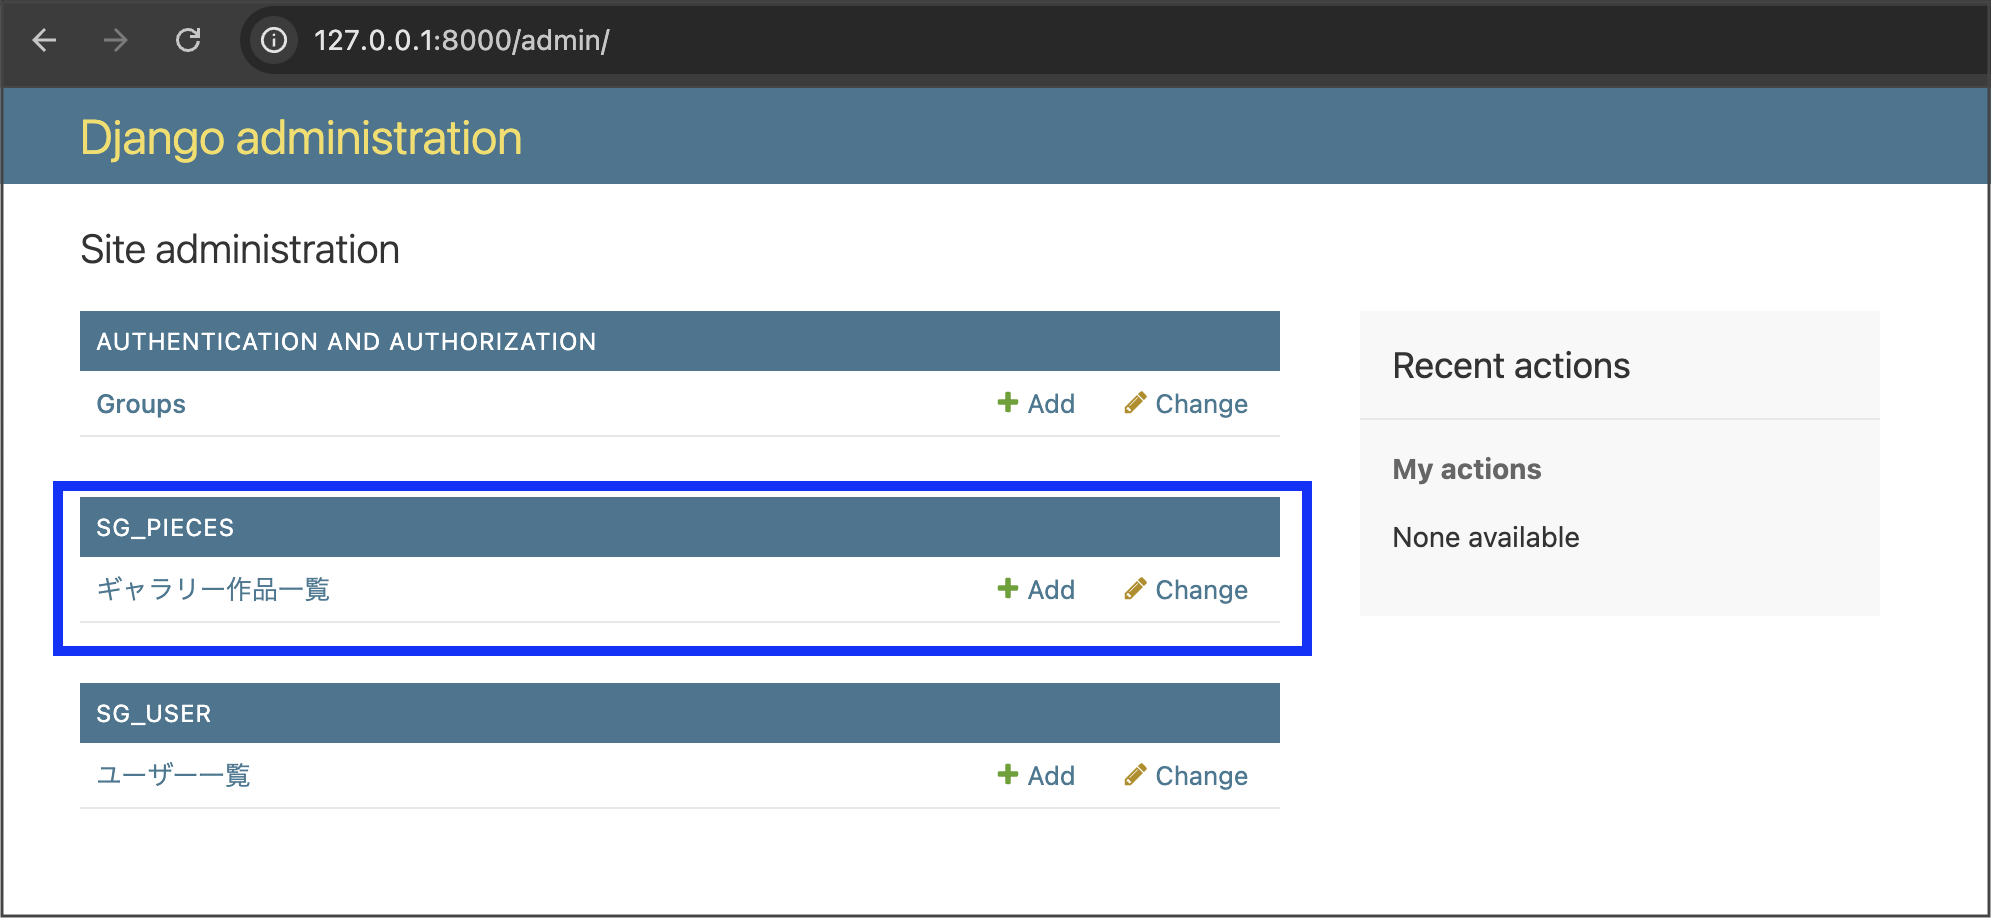 127.0.0.1:8000/admin/
Django administration
Site administration
AUTHENTICATION AND AUTHORIZATION
Groups Add Change
SG_PIECES
ギャラリー作品一覧 Add Change
SG_USER
ユーザー一覧 Add Change
Recent actions
My actions
None available